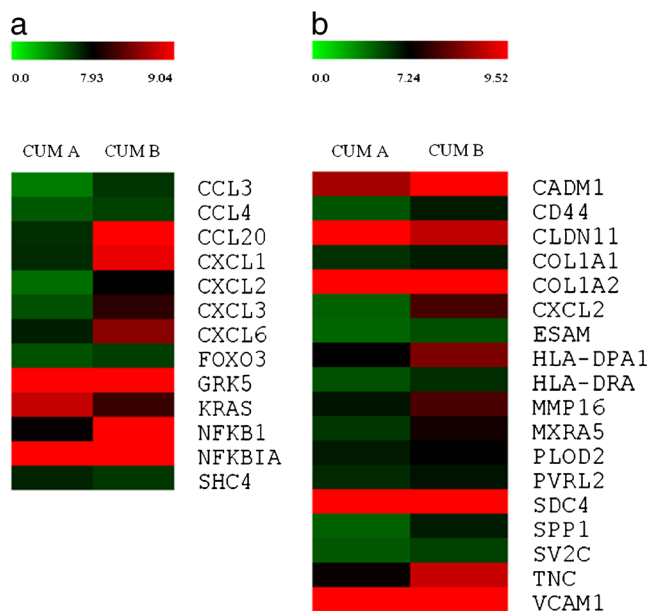 a
0.0 7.93 9.04
CUM A CUM B
CCL3
CCL4
CCL20
CXCL1
CXCL2
CXCL3
CXCL6
FOXO3
GRK5
KRAS
NFKB1
NFKBIA
SHC4
b
0.0 7.24 9.52
CUM A CUM B
CADM1
CD44
CLDN11
COL1A1
COL1A2
CXCL2
ESAM
HLA-DPA1
HLA-DRA
MMP16
MXRA5
PLOD2
PVRL2
SDC4
SPP1
SV2C
TNC
VCAM1